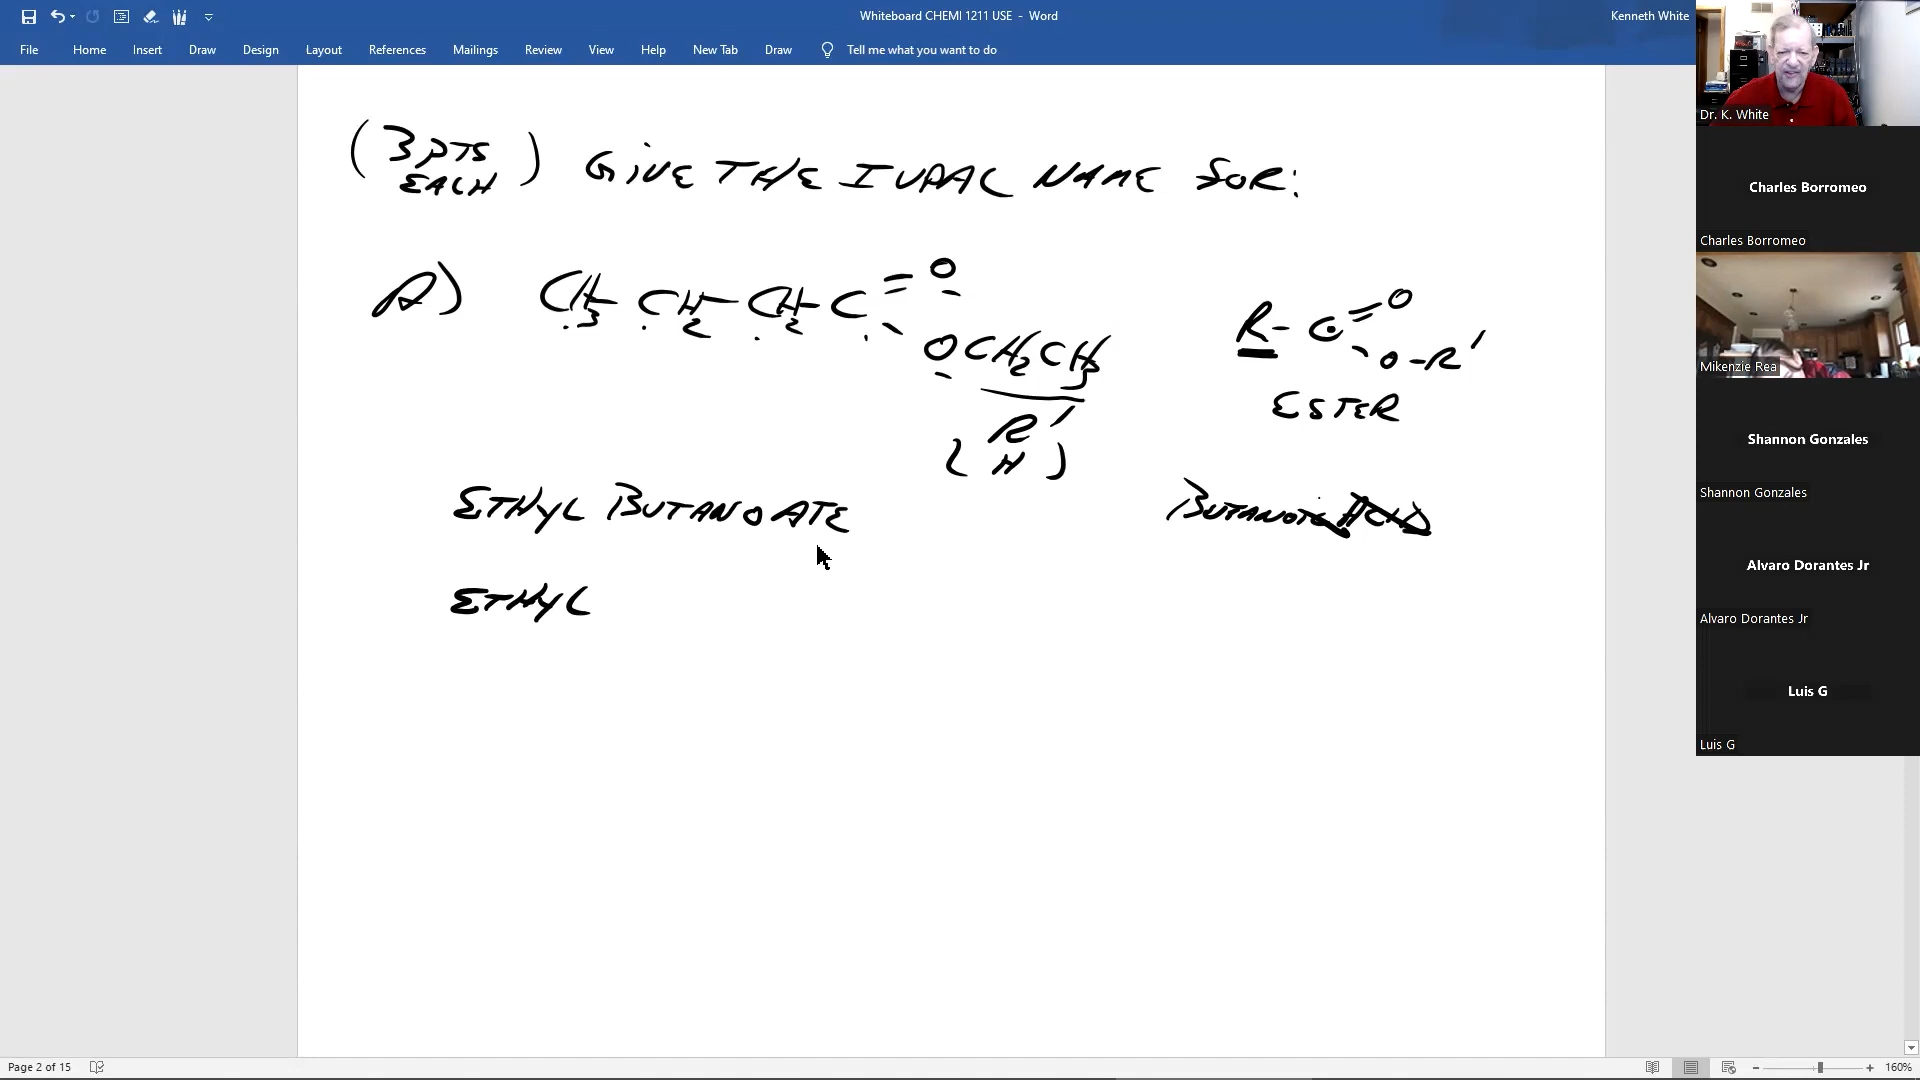 Whiteboard CHEMI 1211 USE - Word
Kenneth White
File Home Insert Draw Design Layout References Mailings Review View Help New Tab Draw Tell me what you want to do
(3 PTS EACH) GIVE THE IUPAC NAME FOR:
A) CH3-CH2-CH2-C=O
OCH2CH3
R'
(H)
R-C=O
O-R'
ESTER
ETHYL BUTANOATE
BUTANOIC ACID
ETHYL
Dr. K. White
Charles Borromeo
Charles Borromeo
Mikenzie Rea
Shannon Gonzales
Shannon Gonzales
Alvaro Dorantes Jr
Alvaro Dorantes Jr
Luis G
Luis G
Page 2 of 15
160%